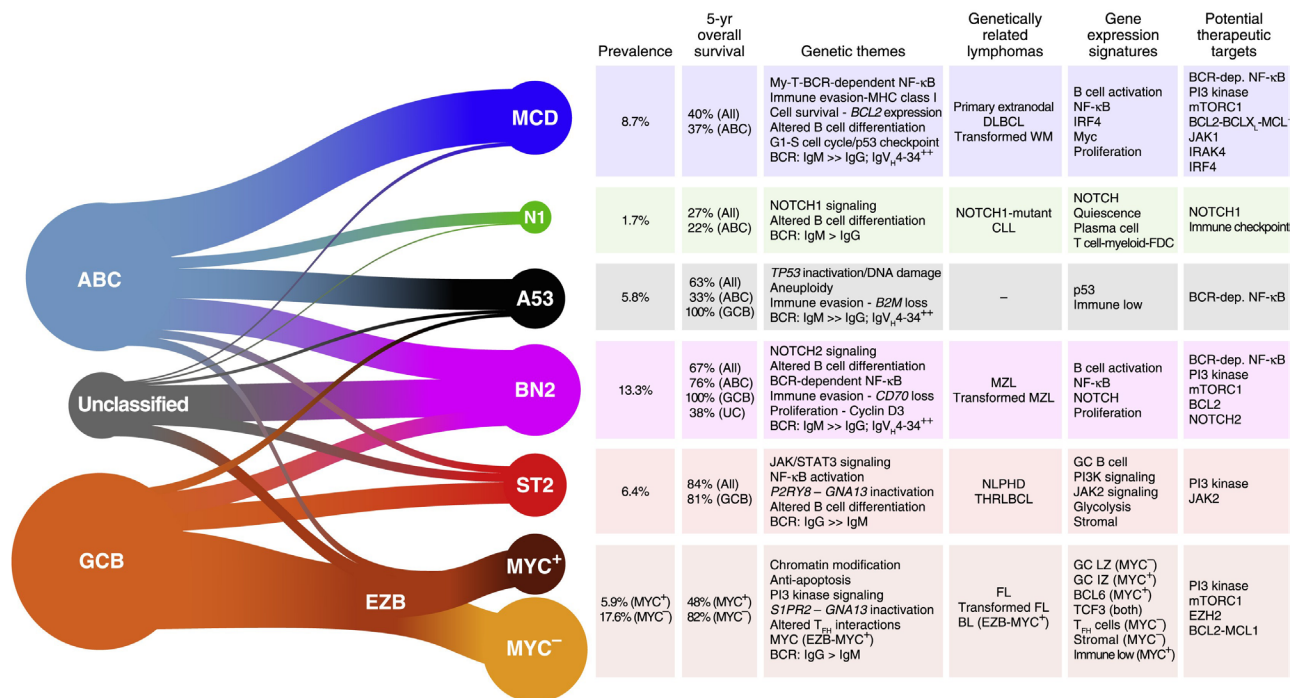 ABC
Unclassified
GCB
EZB
MCD
N1
A53
BN2
ST2
MYC⁺
MYC⁻
Prevalence
5-yr
overall
survival
Genetic themes
Genetically
related
lymphomas
Gene
expression
signatures
Potential
therapeutic
targets
8.7%
40% (All)
37% (ABC)
My-T-BCR-dependent NF-κB
Immune evasion-MHC class I
Cell survival - BCL2 expression
Altered B cell differentiation
G1-S cell cycle/p53 checkpoint
BCR: IgM >> IgG; IgV_H4-34⁺⁺
Primary extranodal
DLBCL
Transformed WM
B cell activation
NF-κB
IRF4
Myc
Proliferation
BCR-dep. NF-κB
PI3 kinase
mTORC1
BCL2-BCLX_L-MCL
JAK1
IRAK4
IRF4
1.7%
27% (All)
22% (ABC)
NOTCH1 signaling
Altered B cell differentiation
BCR: IgM > IgG
NOTCH1-mutant
CLL
NOTCH
Quiescence
Plasma cell
T cell-myeloid-FDC
NOTCH1
Immune checkpoint
5.8%
63% (All)
33% (ABC)
100% (GCB)
TP53 inactivation/DNA damage
Aneuploidy
Immune evasion - B2M loss
BCR: IgM >> IgG; IgV_H4-34⁺⁺
–
p53
Immune low
BCR-dep. NF-κB
13.3%
67% (All)
76% (ABC)
100% (GCB)
38% (UC)
NOTCH2 signaling
Altered B cell differentiation
BCR-dependent NF-κB
Immune evasion - CD70 loss
Proliferation - Cyclin D3
BCR: IgM >> IgG; IgV_H4-34⁺⁺
MZL
Transformed MZL
B cell activation
NF-κB
NOTCH
Proliferation
BCR-dep. NF-κB
PI3 kinase
mTORC1
BCL2
NOTCH2
6.4%
84% (All)
81% (GCB)
JAK/STAT3 signaling
NF-κB activation
P2RY8 – GNA13 inactivation
Altered B cell differentiation
BCR: IgG >> IgM
NLPHD
THRLBCL
GC B cell
PI3K signaling
JAK2 signaling
Glycolysis
Stromal
PI3 kinase
JAK2
5.9% (MYC⁺)
17.6% (MYC⁻)
48% (MYC⁺)
82% (MYC⁻)
Chromatin modification
Anti-apoptosis
PI3 kinase signaling
S1PR2 – GNA13 inactivation
Altered T_FH interactions
MYC (EZB-MYC⁺)
BCR: IgG > IgM
FL
Transformed FL
BL (EZB-MYC⁺)
GC LZ (MYC⁻)
GC IZ (MYC⁺)
BCL6 (MYC⁺)
TCF3 (both)
T_FH cells (MYC⁻)
Stromal (MYC⁻)
Immune low (MYC⁺)
PI3 kinase
mTORC1
EZH2
BCL2-MCL1